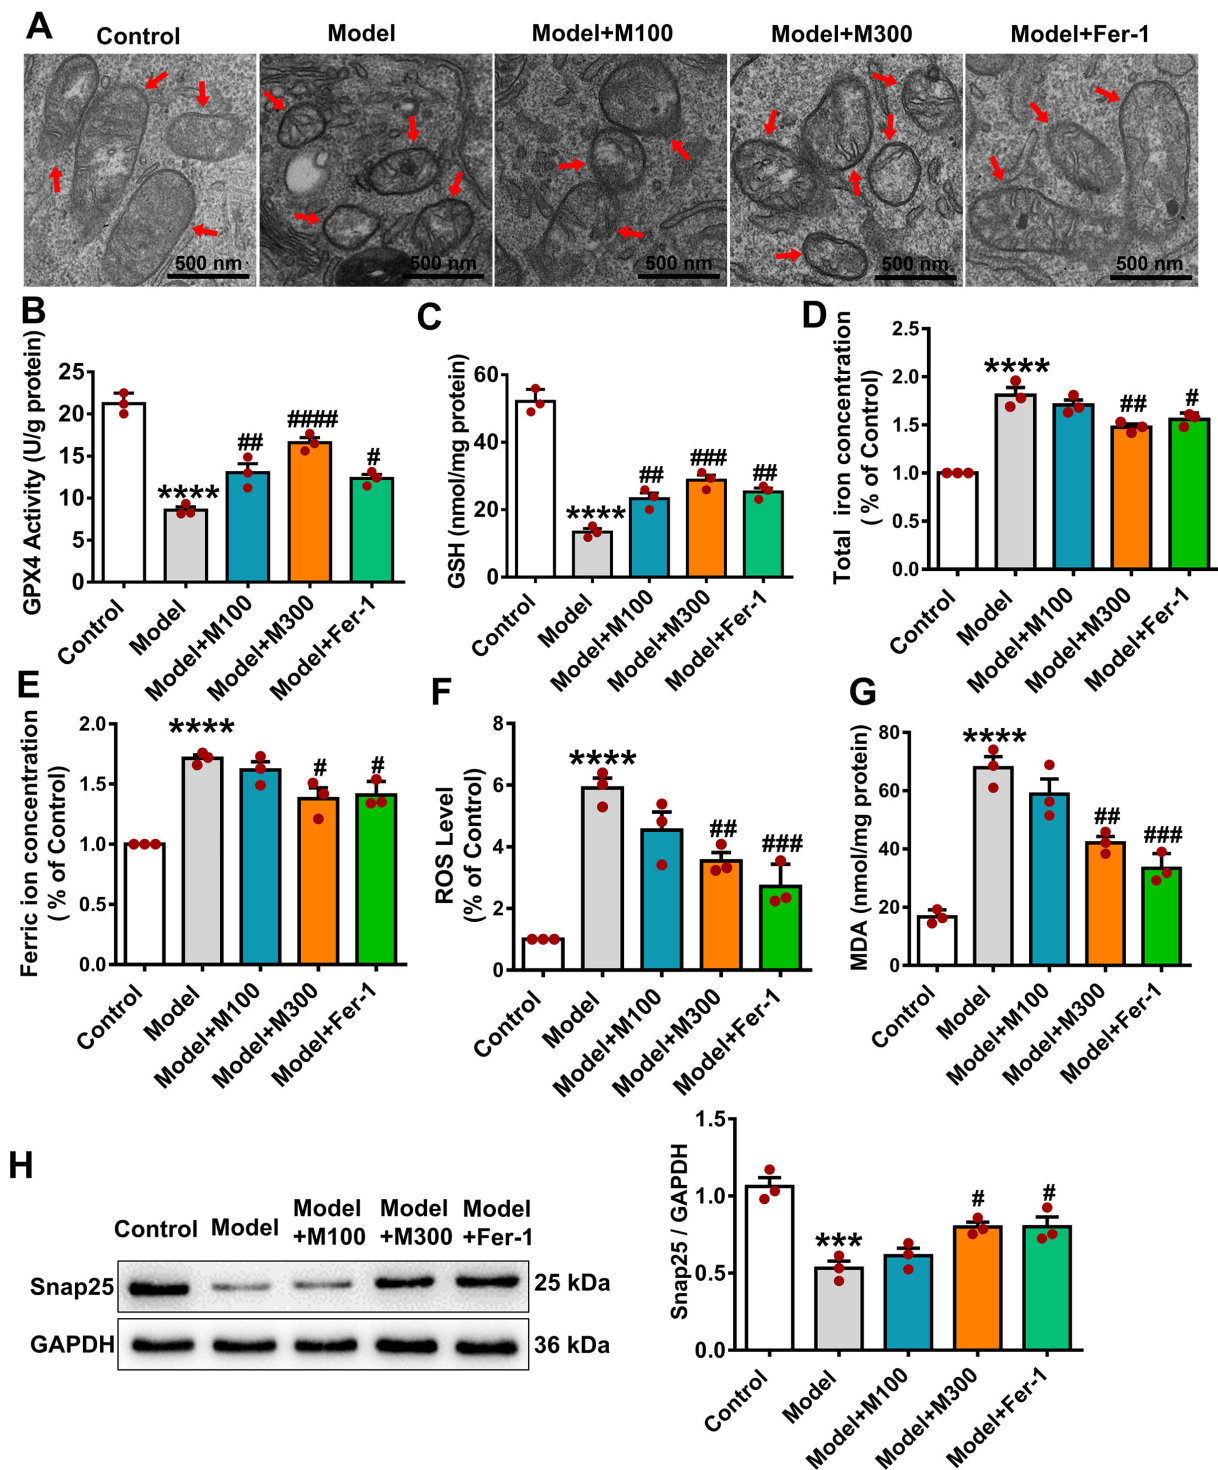 A
Control
Model
Model+M100
Model+M300
Model+Fer-1
500 nm
500 nm
500 nm
500 nm
500 nm
B
GPX4 Activity (U/g protein)
25
20
15
10
5
0
****
##
####
#
Control
Model
Model+M100
Model+M300
Model+Fer-1
C
GSH (nmol/mg protein)
60
40
20
0
****
##
###
##
Control
Model
Model+M100
Model+M300
Model+Fer-1
D
Total iron concentration
( % of Control)
2.5
2.0
1.5
1.0
0.5
0.0
****
##
#
Control
Model
Model+M100
Model+M300
Model+Fer-1
E
Ferric ion concentration
( % of Control)
2.0
1.5
1.0
0.5
0.0
****
#
#
Control
Model
Model+M100
Model+M300
Model+Fer-1
F
ROS Level
(% of Control)
8
6
4
2
0
****
##
###
Control
Model
Model+M100
Model+M300
Model+Fer-1
G
MDA (nmol/mg protein)
80
60
40
20
0
****
##
###
Control
Model
Model+M100
Model+M300
Model+Fer-1
H
Control
Model
Model
+M100
Model
+M300
Model
+Fer-1
Snap25
25 kDa
GAPDH
36 kDa
Snap25 / GAPDH
1.5
1.0
0.5
0.0
***
#
#
Control
Model
Model+M100
Model+M300
Model+Fer-1